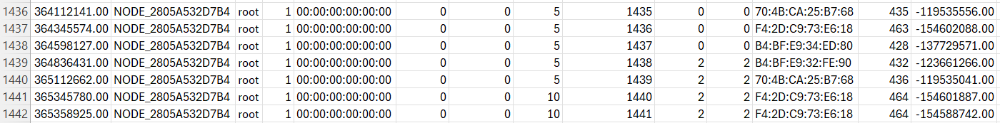 1436 364112141.00 NODE_2805A532D7B4 root 1 00:00:00:00:00:00 0 0 5 1435 0 0 70:4B:CA:25:B7:68 435 -119535556.00
1437 364345574.00 NODE_2805A532D7B4 root 1 00:00:00:00:00:00 0 0 5 1436 0 0 F4:2D:C9:73:E6:18 463 -154602088.00
1438 364598127.00 NODE_2805A532D7B4 root 1 00:00:00:00:00:00 0 0 5 1437 0 0 B4:BF:E9:34:ED:80 428 -137729571.00
1439 364836431.00 NODE_2805A532D7B4 root 1 00:00:00:00:00:00 0 0 5 1438 2 2 B4:BF:E9:32:FE:90 432 -123661266.00
1440 365112662.00 NODE_2805A532D7B4 root 1 00:00:00:00:00:00 0 0 5 1439 2 2 70:4B:CA:25:B7:68 436 -119535041.00
1441 365345780.00 NODE_2805A532D7B4 root 1 00:00:00:00:00:00 0 0 10 1440 2 2 F4:2D:C9:73:E6:18 464 -154601887.00
1442 365358925.00 NODE_2805A532D7B4 root 1 00:00:00:00:00:00 0 0 10 1441 2 2 F4:2D:C9:73:E6:18 464 -154588742.00